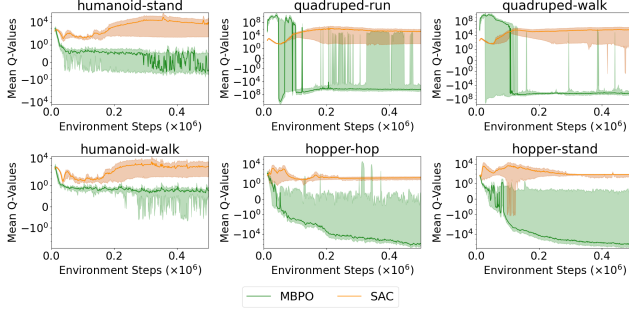 humanoid-stand quadruped-run quadruped-walk
Mean Q-Values Mean Q-Values Mean Q-Values
10^4 10^0 −10^0 −10^4
10^8 10^4 10^0 −10^0 −10^4 −10^8
10^8 10^4 10^0 −10^0 −10^4 −10^8
0.0 0.2 0.4 0.0 0.2 0.4 0.0 0.2 0.4
Environment Steps (×10^6) Environment Steps (×10^6) Environment Steps (×10^6)
humanoid-walk hopper-hop hopper-stand
Mean Q-Values Mean Q-Values Mean Q-Values
10^4 10^0 −10^0
10^4 10^0 −10^0 −10^4
10^4 10^0 −10^0 −10^4
0.0 0.2 0.4 0.0 0.2 0.4 0.0 0.2 0.4
Environment Steps (×10^6) Environment Steps (×10^6) Environment Steps (×10^6)
MBPO SAC